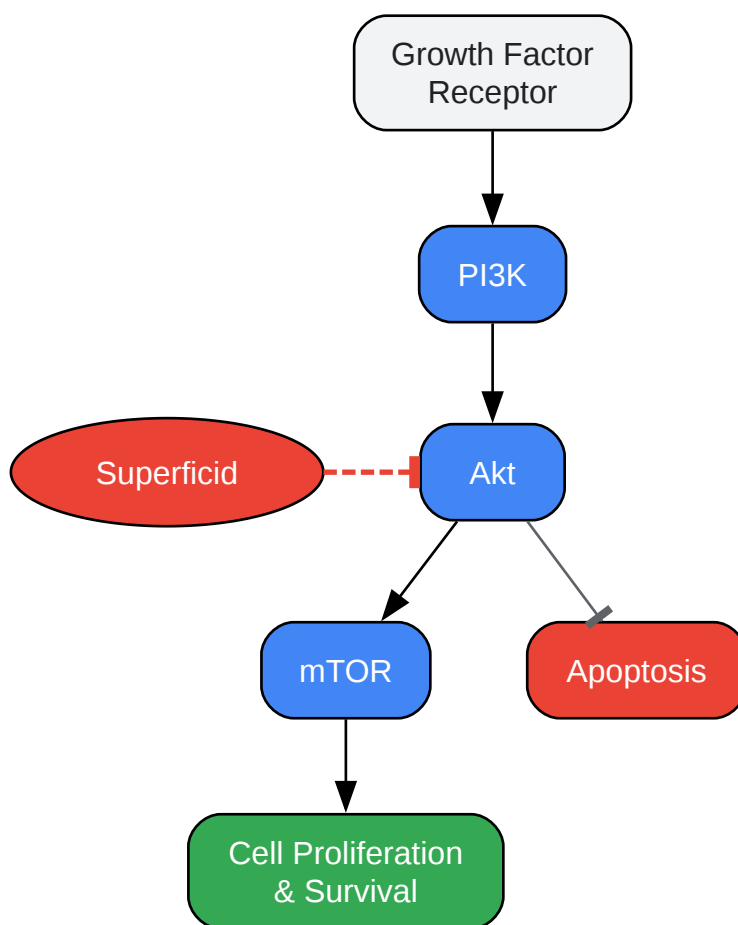 Growth Factor
Receptor
PI3K
Superficid
Akt
mTOR
Apoptosis
Cell Proliferation
& Survival